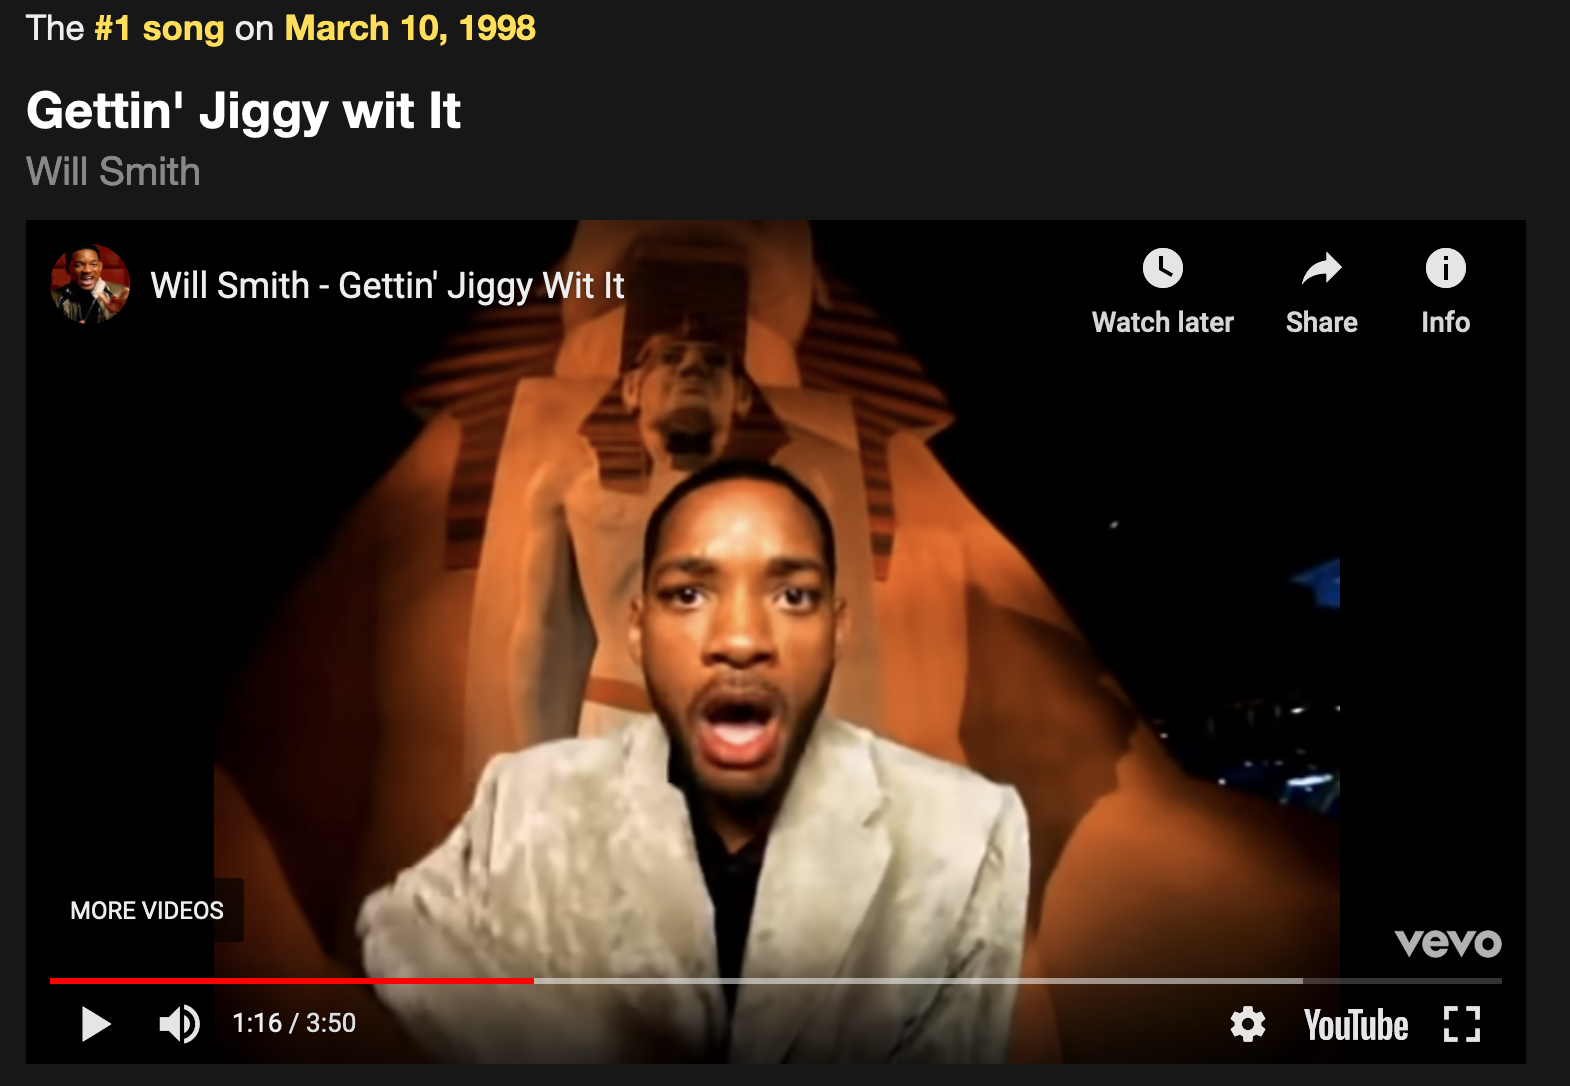 The #1 song on March 10, 1998
Gettin' Jiggy wit It
Will Smith
Will Smith - Gettin' Jiggy Wit It
Watch later
Share
Info
MORE VIDEOS
vevo
1:16 / 3:50
YouTube